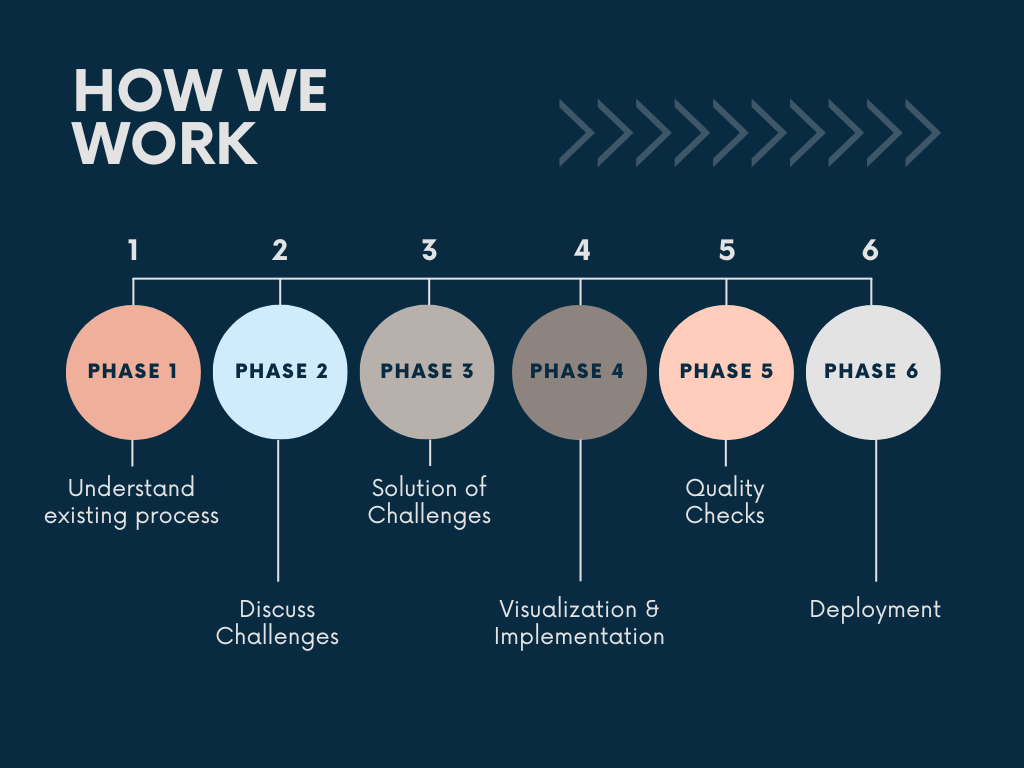 HOW WE
WORK
1 2 3 4 5 6
PHASE 1 PHASE 2 PHASE 3 PHASE 4 PHASE 5 PHASE 6
Understand
existing process
Discuss
Challenges
Solution of
Challenges
Visualization &
Implementation
Quality
Checks
Deployment